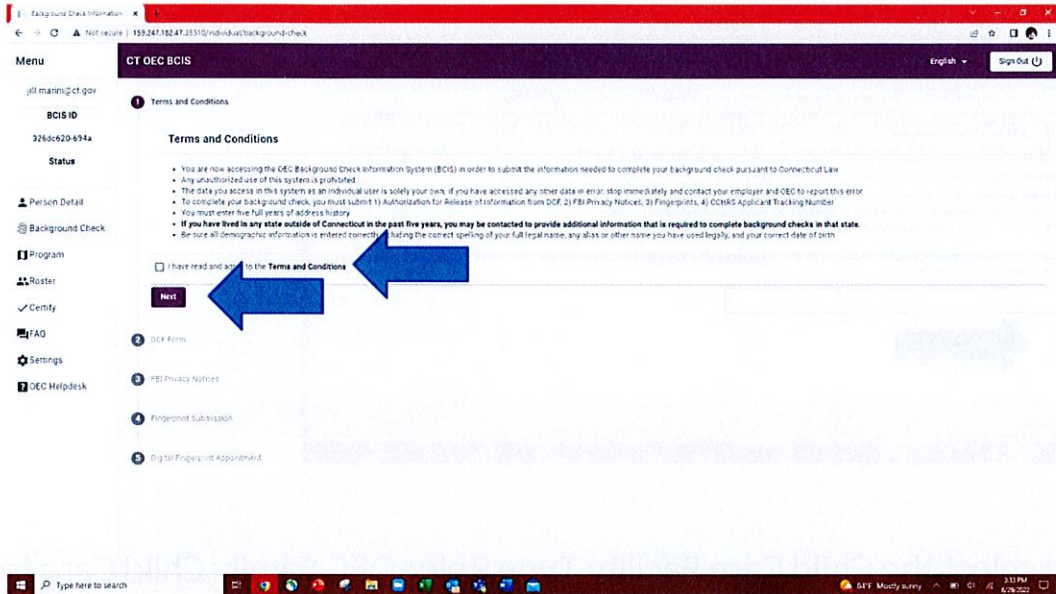 Background Check Information
Not secure | 159.247.182.47:35310/individual/background-check
Menu
CT OEC BCIS
English
Sign Out
jill.marini@ct.gov
BCIS ID
326dc620-694a
Status
Person Detail
Background Check
Program
Roster
Certify
FAQ
Settings
OEC Helpdesk
1 Terms and Conditions
Terms and Conditions
• You are now accessing the OEC Background Check Information System (BCIS) in order to submit the information needed to complete your background check pursuant to Connecticut Law
• Any unauthorized use of this system is prohibited.
• The data you access in this system as an individual user is solely your own, if you have accessed any other data in error, stop immediately and contact your employer and OEC to report this error.
• To complete your background check, you must submit 1) Authorization for Release of Information from DCF, 2) FBI Privacy Notices, 3) Fingerprints, 4) CCHRS Applicant Tracking Number
• You must enter five full years of address history
• If you have lived in any state outside of Connecticut in the past five years, you may be contacted to provide additional information that is required to complete background checks in that state.
• Be sure all demographic information is entered correctly including the correct spelling of your full legal name, any alias or other name you have used legally, and your correct date of birth
I have read and agree to the Terms and Conditions
Next
2 DCF Form
3 FBI Privacy Notices
4 Fingerprint Submission
5 Digital Fingerprint Appointment
Type here to search
84°F Mostly sunny
3:33 PM
6/29/2022